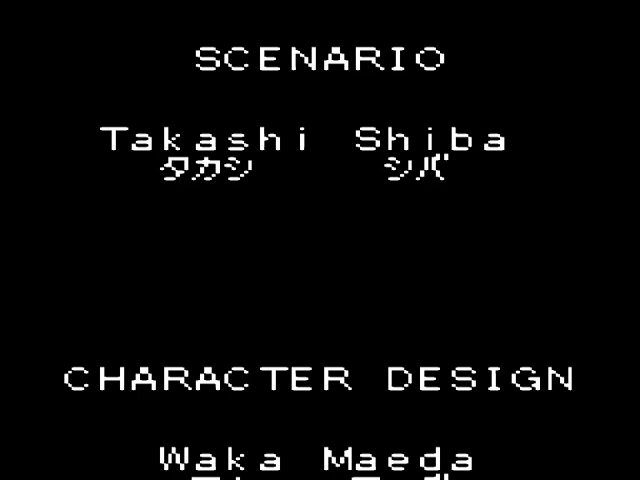 SCENARIO
Takashi Shiba
タカシ シバ
CHARACTER DESIGN
Waka Maeda